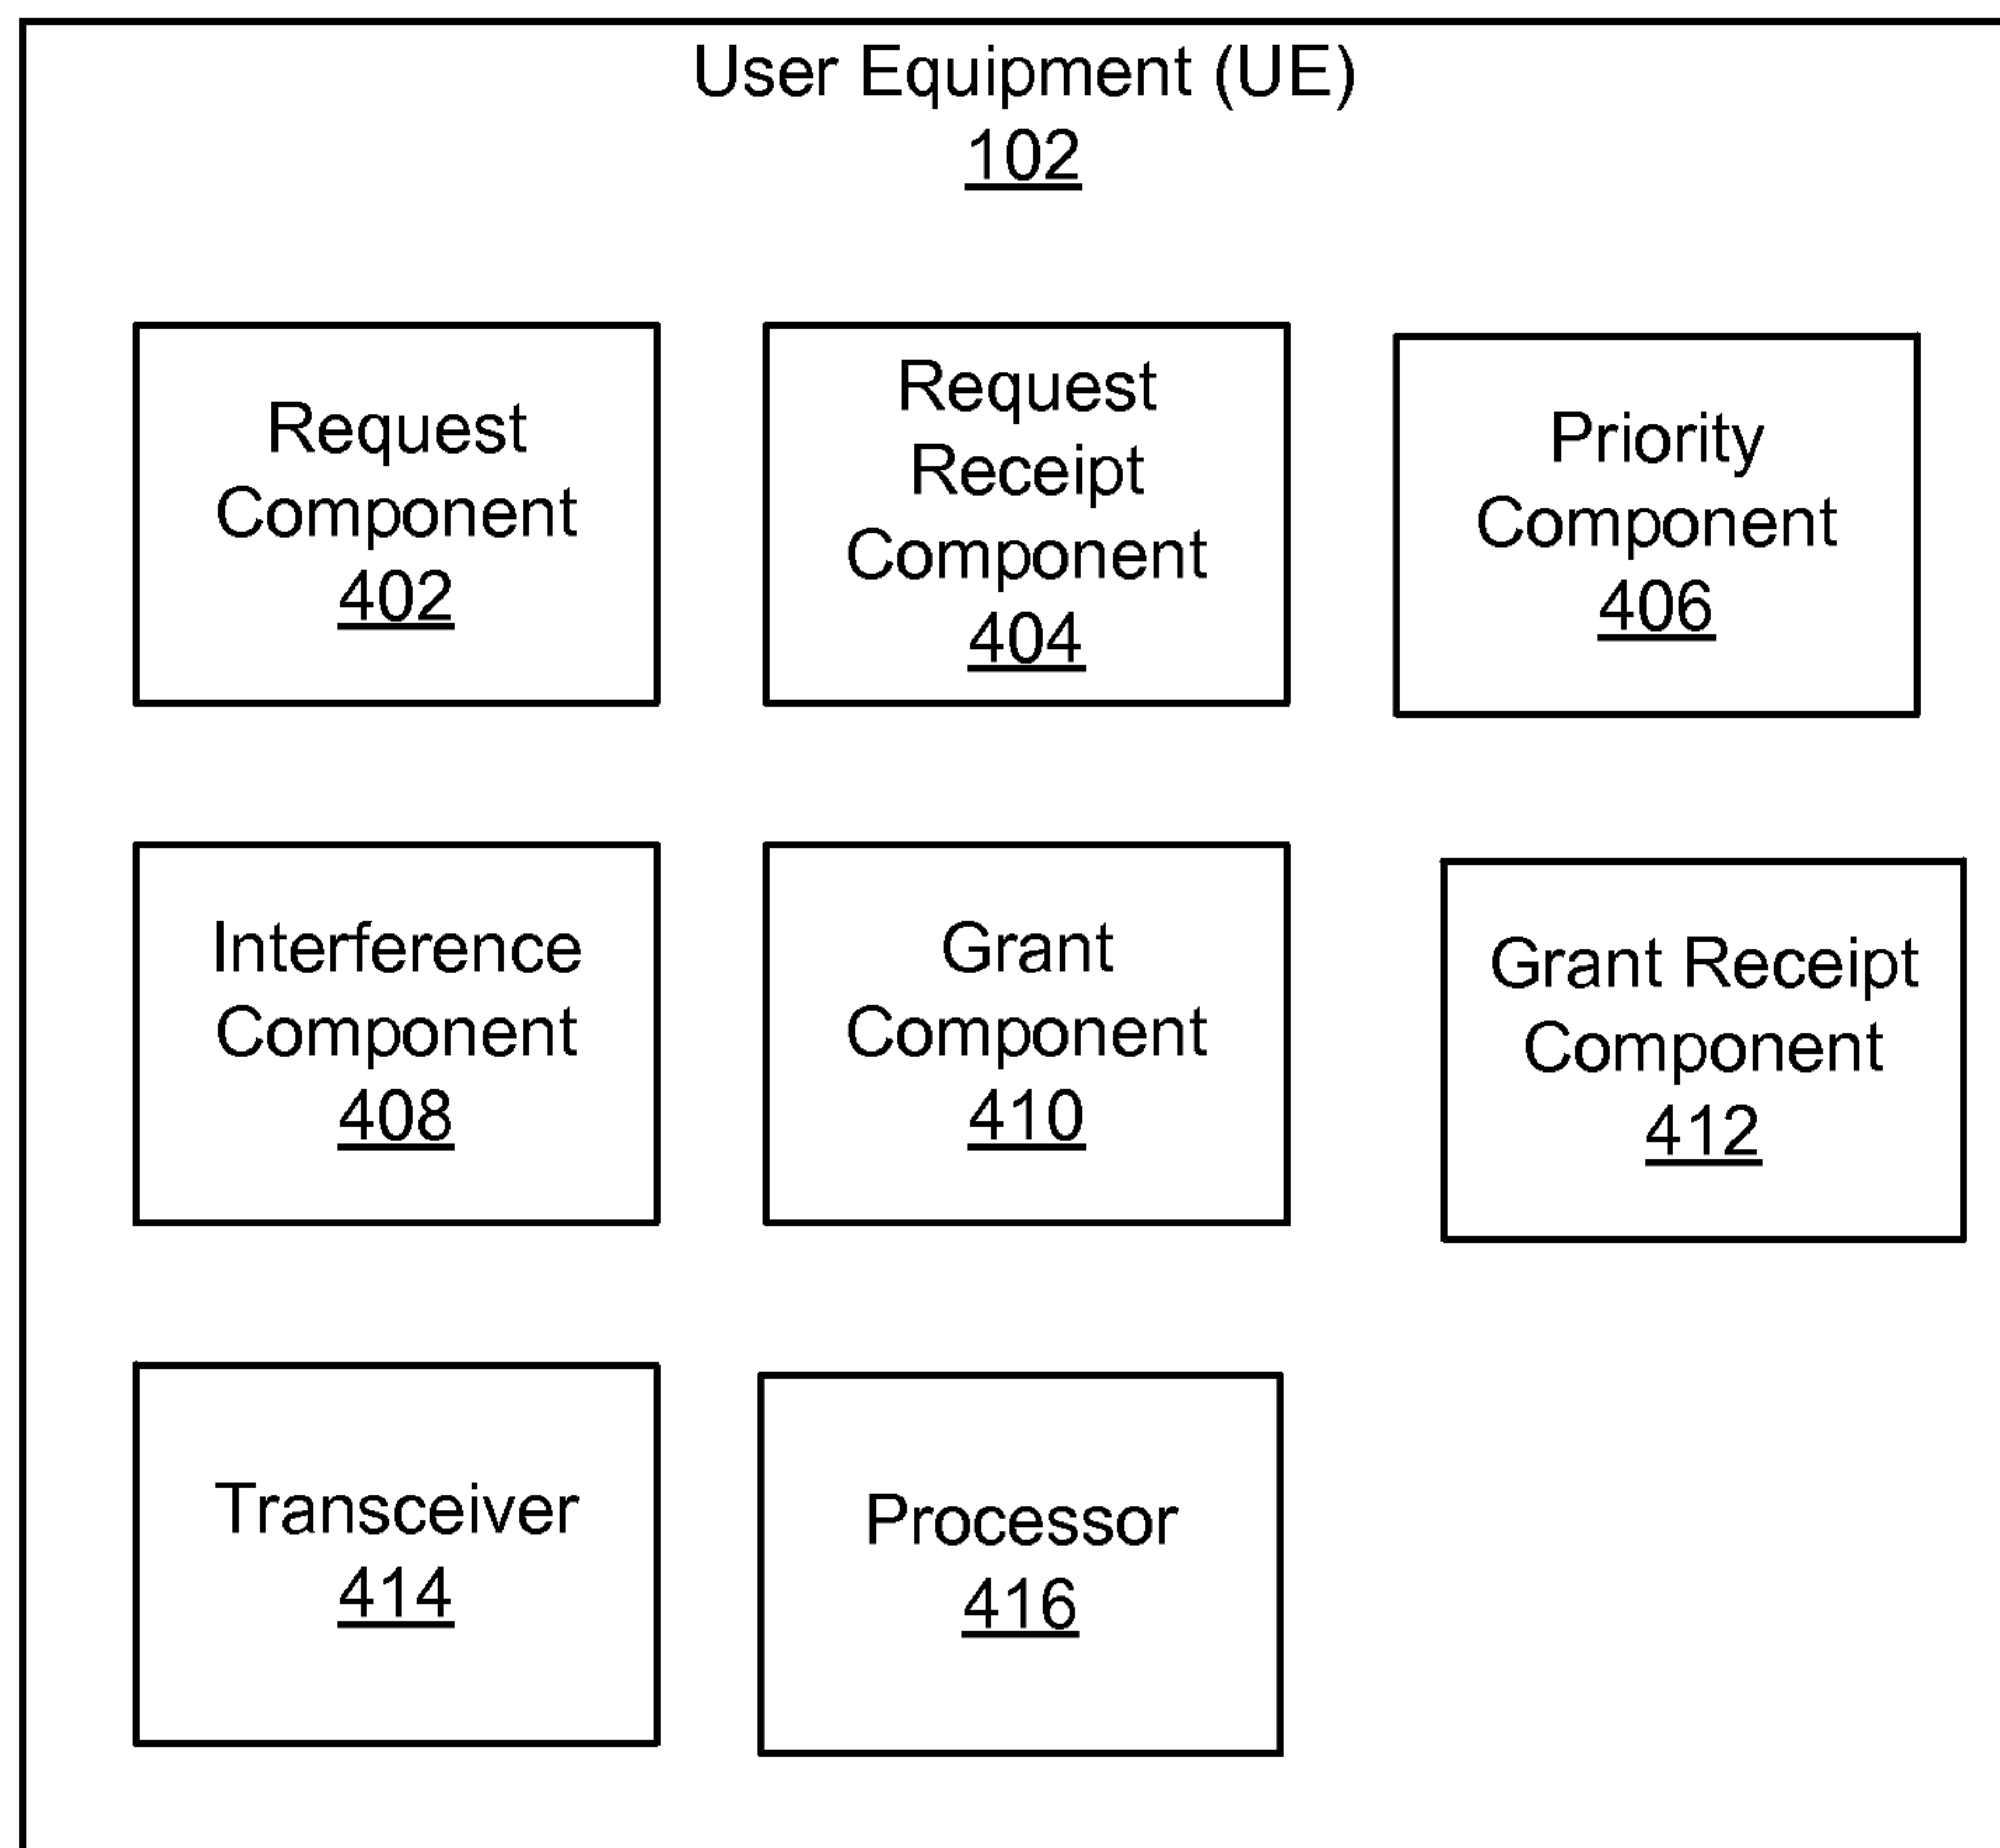 User Equipment (UE)
102
Request
Component
402
Request
Receipt
Component
404
Priority
Component
406
Interference
Component
408
Grant
Component
410
Grant Receipt
Component
412
Transceiver
414
Processor
416